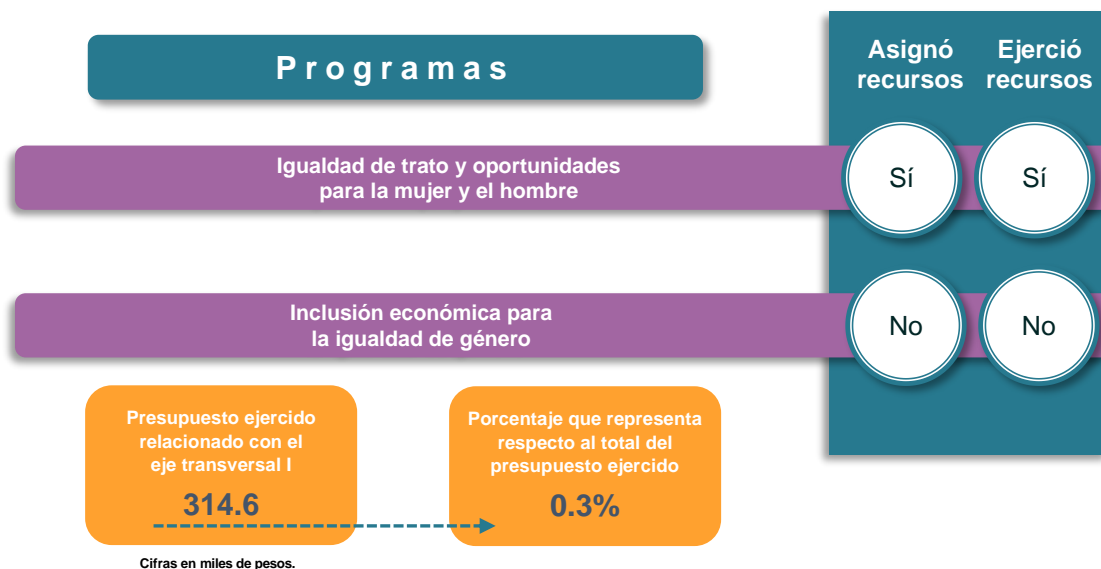 Programas
Asignó
recursos
Ejerció
recursos
Igualdad de trato y oportunidades
para la mujer y el hombre
Sí
Sí
Inclusión económica para
la igualdad de género
No
No
Presupuesto ejercido
relacionado con el
eje transversal I
314.6
Porcentaje que representa
respecto al total del
presupuesto ejercido
0.3%
Cifras en miles de pesos.